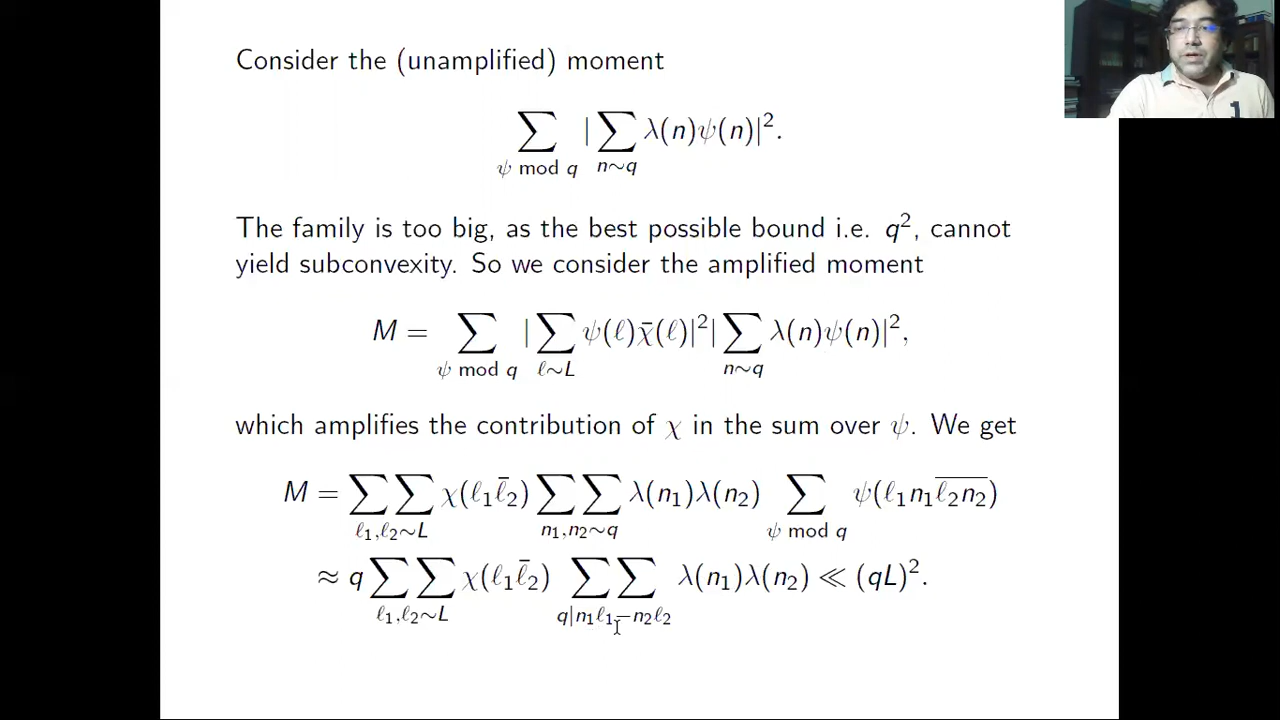 Consider the (unamplified) moment
∑_{ψ mod q} |∑_{n∼q} λ(n)ψ(n)|².
The family is too big, as the best possible bound i.e. q², cannot
yield subconvexity. So we consider the amplified moment
M = ∑_{ψ mod q} |∑_{ℓ∼L} ψ(ℓ)χ̄(ℓ)|²|∑_{n∼q} λ(n)ψ(n)|²,
which amplifies the contribution of χ in the sum over ψ. We get
M = ∑∑_{ℓ₁,ℓ₂∼L} χ(ℓ₁ℓ̄₂) ∑∑_{n₁,n₂∼q} λ(n₁)λ(n₂) ∑_{ψ mod q} ψ(ℓ₁n₁\overline{ℓ₂n₂})
≈ q ∑∑_{ℓ₁,ℓ₂∼L} χ(ℓ₁ℓ̄₂) ∑∑_{q|n₁ℓ₁−n₂ℓ₂} λ(n₁)λ(n₂) ≪ (qL)².